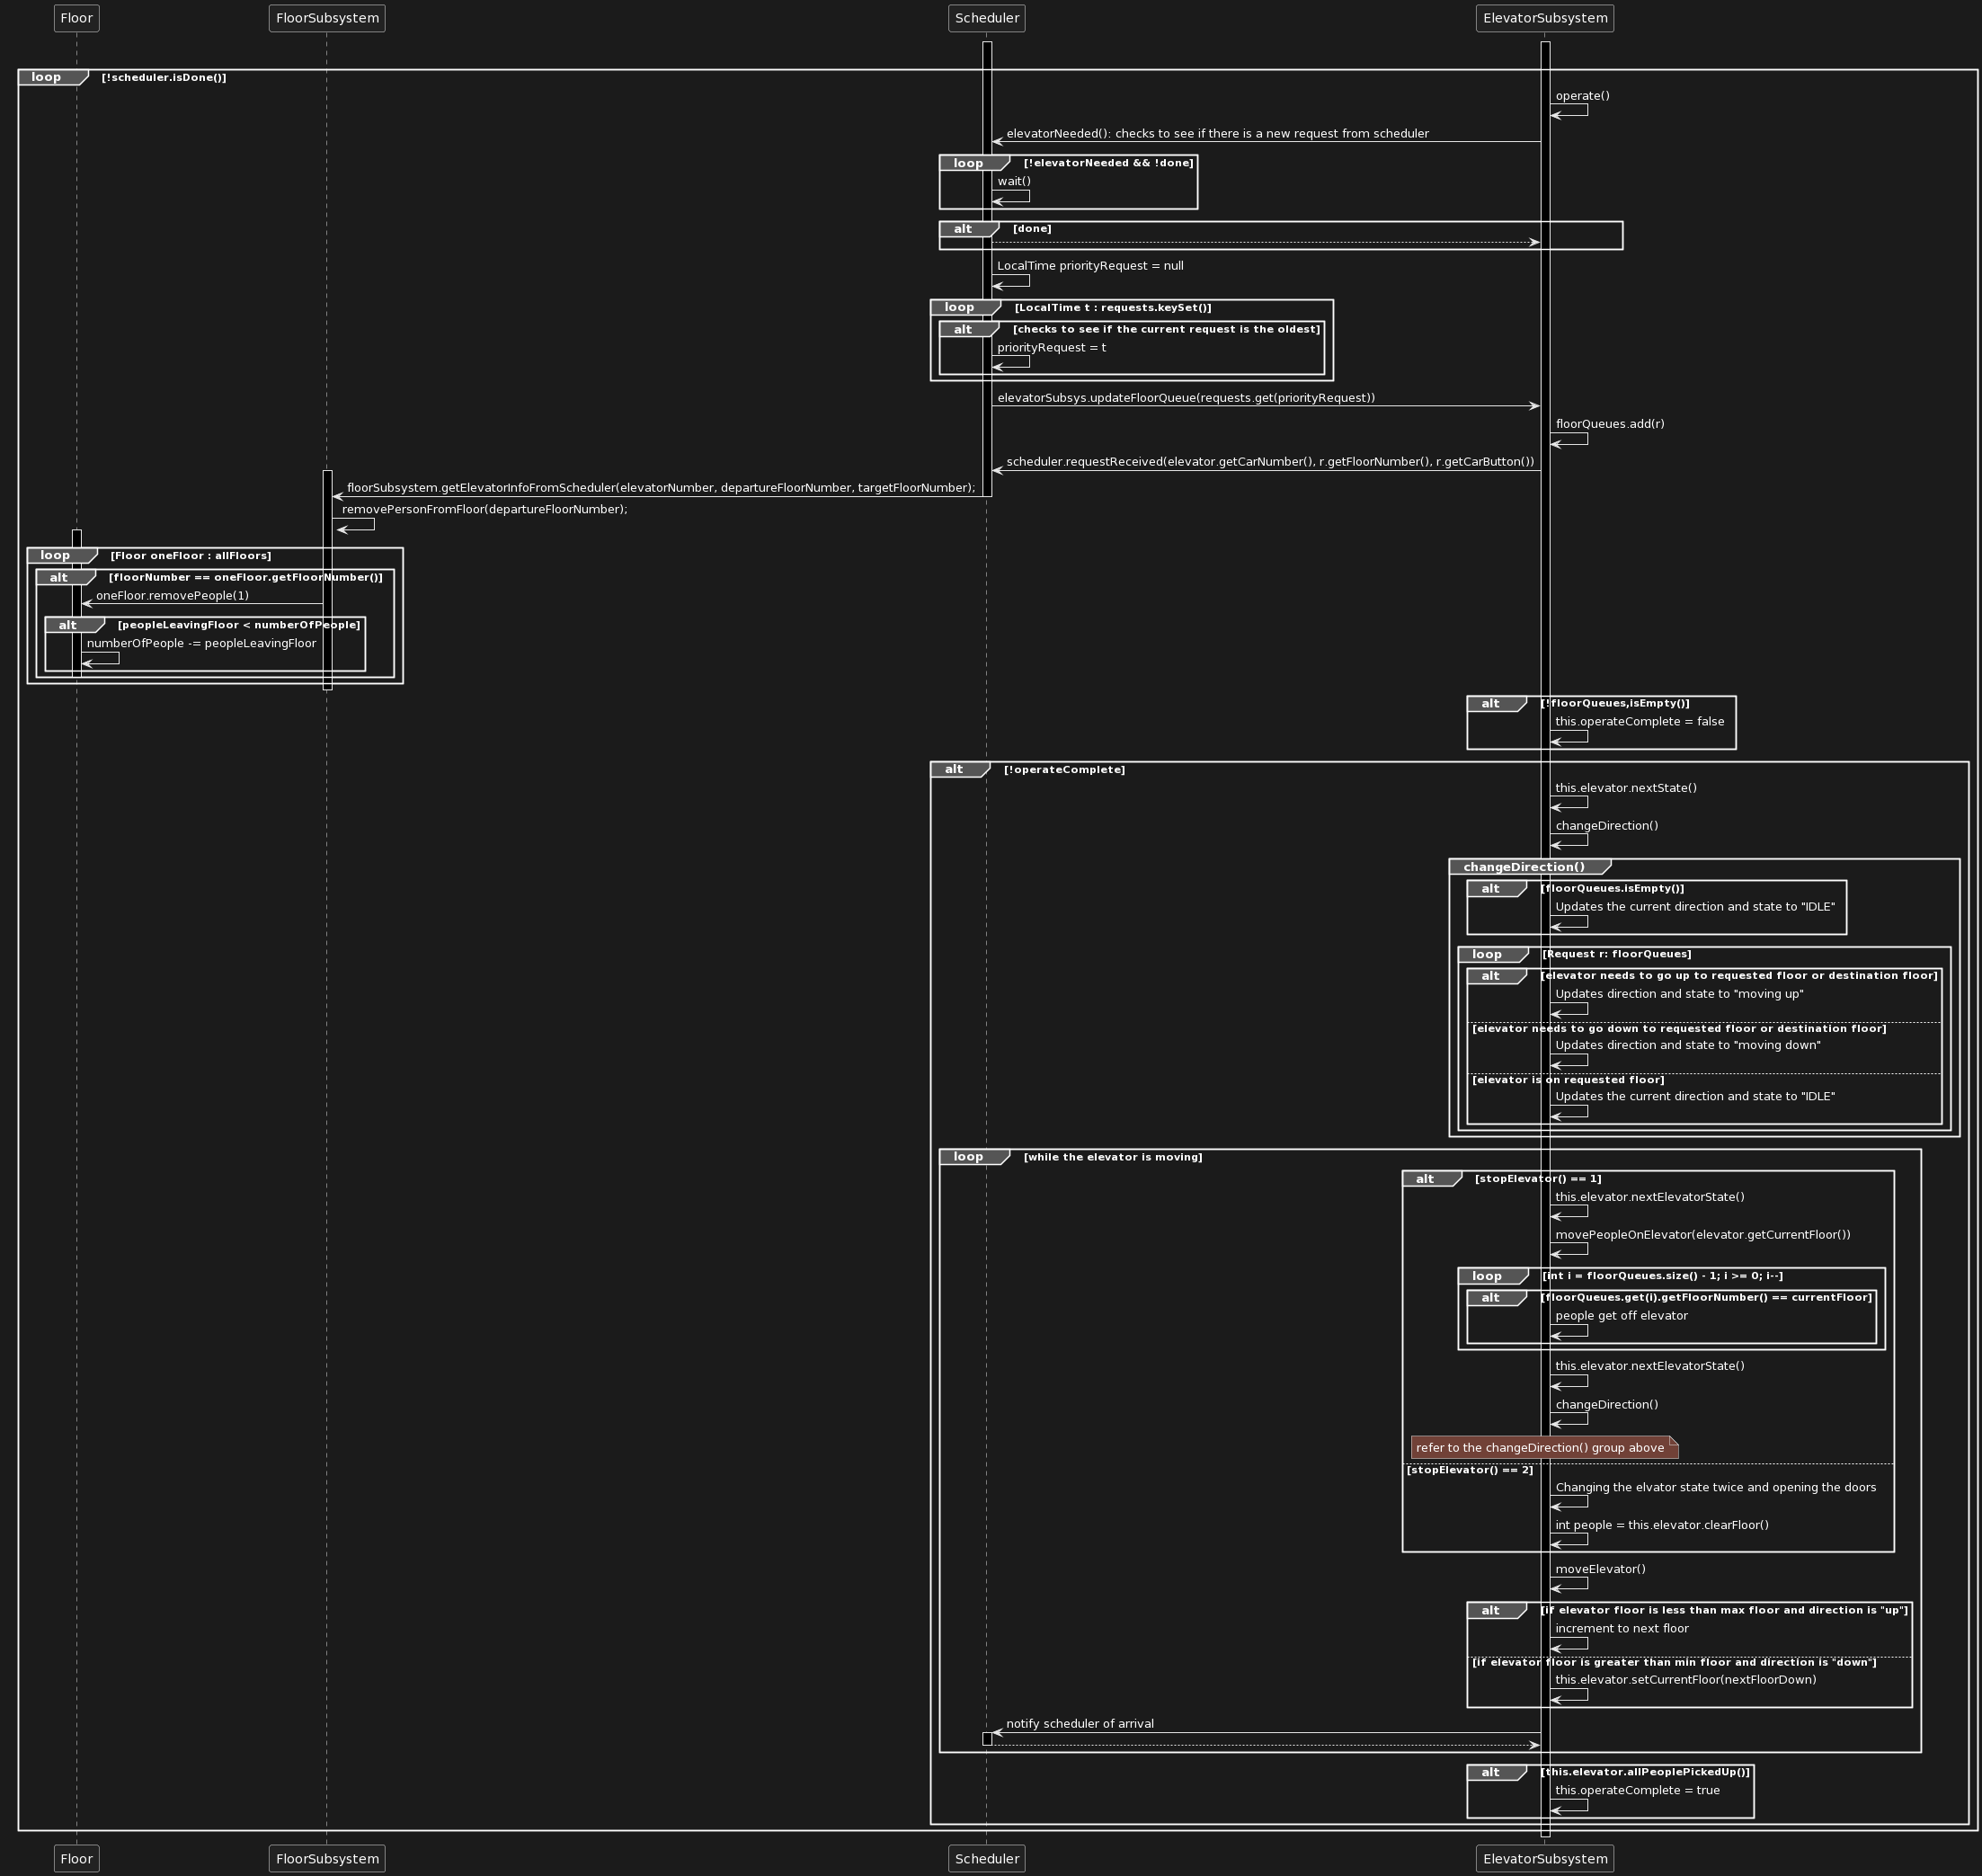 Floor
FloorSubsystem
Scheduler
ElevatorSubsystem
loop
[!scheduler.isDone()]
operate()
elevatorNeeded(): checks to see if there is a new request from scheduler
loop
[!elevatorNeeded && !done]
wait()
alt
[done]
LocalTime priorityRequest = null
loop
[LocalTime t : requests.keySet()]
alt
[checks to see if the current request is the oldest]
priorityRequest = t
elevatorSubsys.updateFloorQueue(requests.get(priorityRequest))
floorQueues.add(r)
scheduler.requestReceived(elevator.getCarNumber(), r.getFloorNumber(), r.getCarButton())
floorSubsystem.getElevatorInfoFromScheduler(elevatorNumber, departureFloorNumber, targetFloorNumber);
removePersonFromFloor(departureFloorNumber);
loop
[Floor oneFloor : allFloors]
alt
[floorNumber == oneFloor.getFloorNumber()]
oneFloor.removePeople(1)
alt
[peopleLeavingFloor < numberOfPeople]
numberOfPeople -= peopleLeavingFloor
alt
[!floorQueues,isEmpty()]
this.operateComplete = false
alt
[!operateComplete]
this.elevator.nextState()
changeDirection()
changeDirection()
alt
[floorQueues.isEmpty()]
Updates the current direction and state to "IDLE"
loop
[Request r: floorQueues]
alt
[elevator needs to go up to requested floor or destination floor]
Updates direction and state to "moving up"
[elevator needs to go down to requested floor or destination floor]
Updates direction and state to "moving down"
[elevator is on requested floor]
Updates the current direction and state to "IDLE"
loop
[while the elevator is moving]
alt
[stopElevator() == 1]
this.elevator.nextElevatorState()
movePeopleOnElevator(elevator.getCurrentFloor())
loop
[int i = floorQueues.size() - 1; i >= 0; i--]
alt
[floorQueues.get(i).getFloorNumber() == currentFloor]
people get off elevator
this.elevator.nextElevatorState()
changeDirection()
refer to the changeDirection() group above
[stopElevator() == 2]
Changing the elvator state twice and opening the doors
int people = this.elevator.clearFloor()
moveElevator()
alt
[if elevator floor is less than max floor and direction is "up"]
increment to next floor
[if elevator floor is greater than min floor and direction is "down"]
this.elevator.setCurrentFloor(nextFloorDown)
notify scheduler of arrival
alt
[this.elevator.allPeoplePickedUp()]
this.operateComplete = true
Floor
FloorSubsystem
Scheduler
ElevatorSubsystem